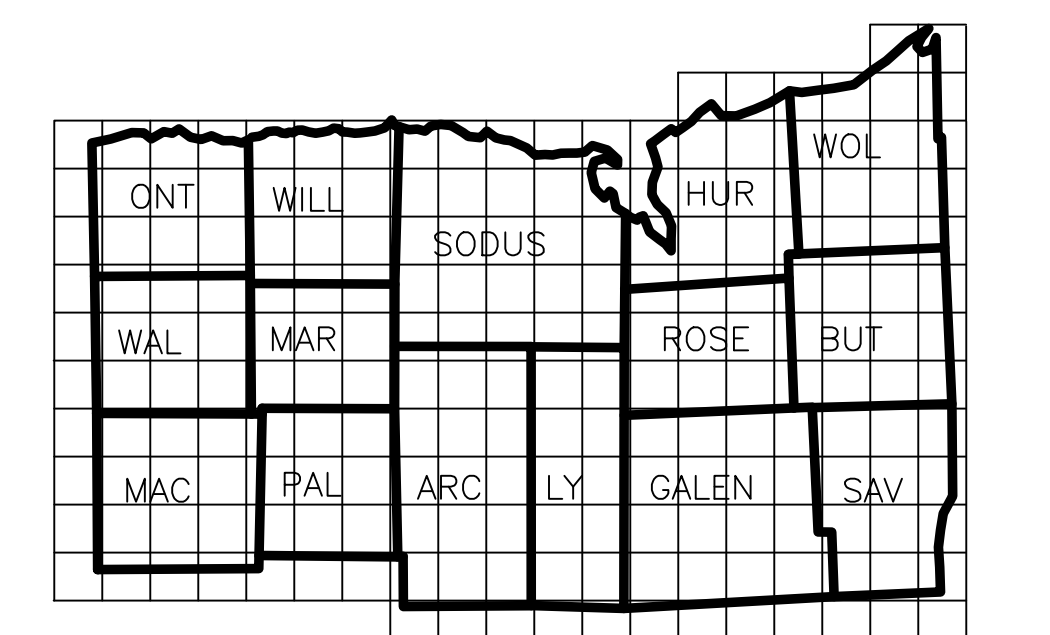 WOL
ONT
WILL
HUR
SODUS
WAL
MAR
ROSE
BUT
MAC
PAL
ARC
LY
GALEN
SAV